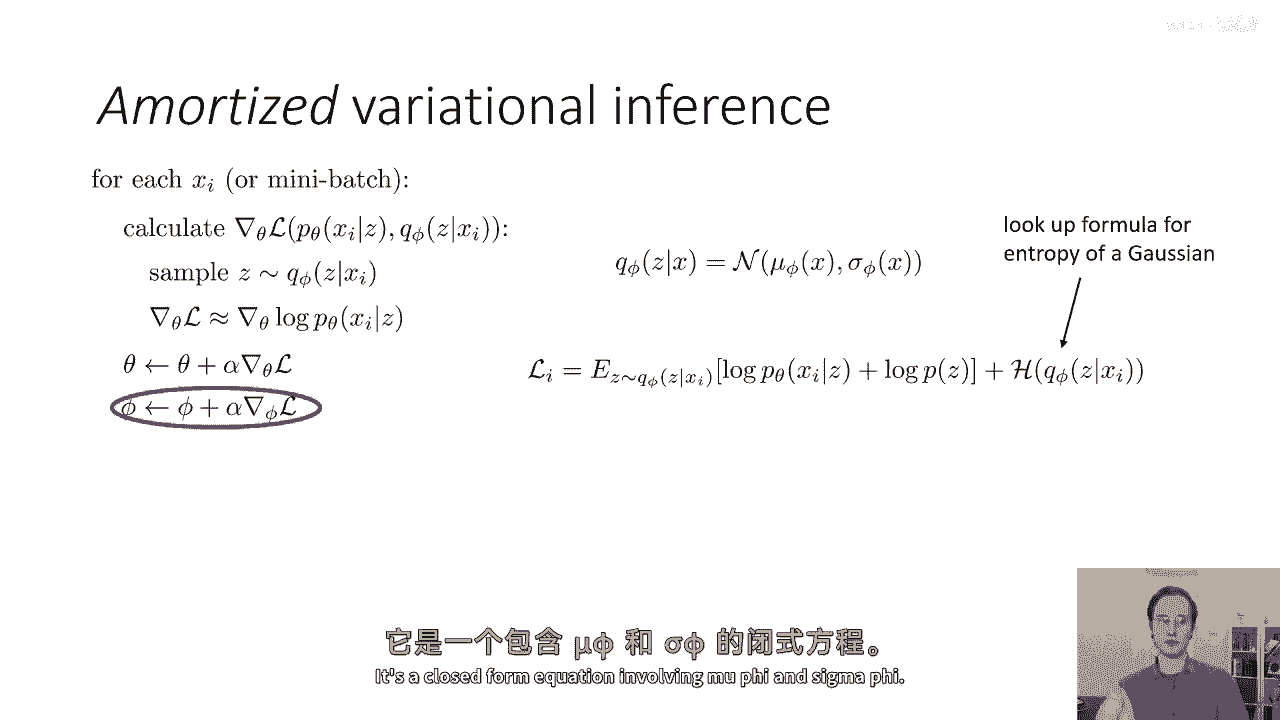 Amortized variational inference
for each $x_i$ (or mini-batch):
calculate $\nabla_\theta \mathcal{L}(p_\theta(x_i|z), q_\phi(z|x_i))$:
sample $z \sim q_\phi(z|x_i)$
$\nabla_\theta \mathcal{L} \approx \nabla_\theta \log p_\theta(x_i|z)$
$\theta \leftarrow \theta + \alpha \nabla_\theta \mathcal{L}$
$\phi \leftarrow \phi + \alpha \nabla_\phi \mathcal{L}$
$q_\phi(z|x) = \mathcal{N}(\mu_\phi(x), \sigma_\phi(x))$
look up formula for
entropy of a Gaussian
$\mathcal{L}_i = E_{z \sim q_\phi(z|x_i)}[\log p_\theta(x_i|z) + \log p(z)] + \mathcal{H}(q_\phi(z|x_i))$
它是一个包含 μφ 和 σφ 的闭式方程。
It's a closed form equation involving mu phi and sigma phi.